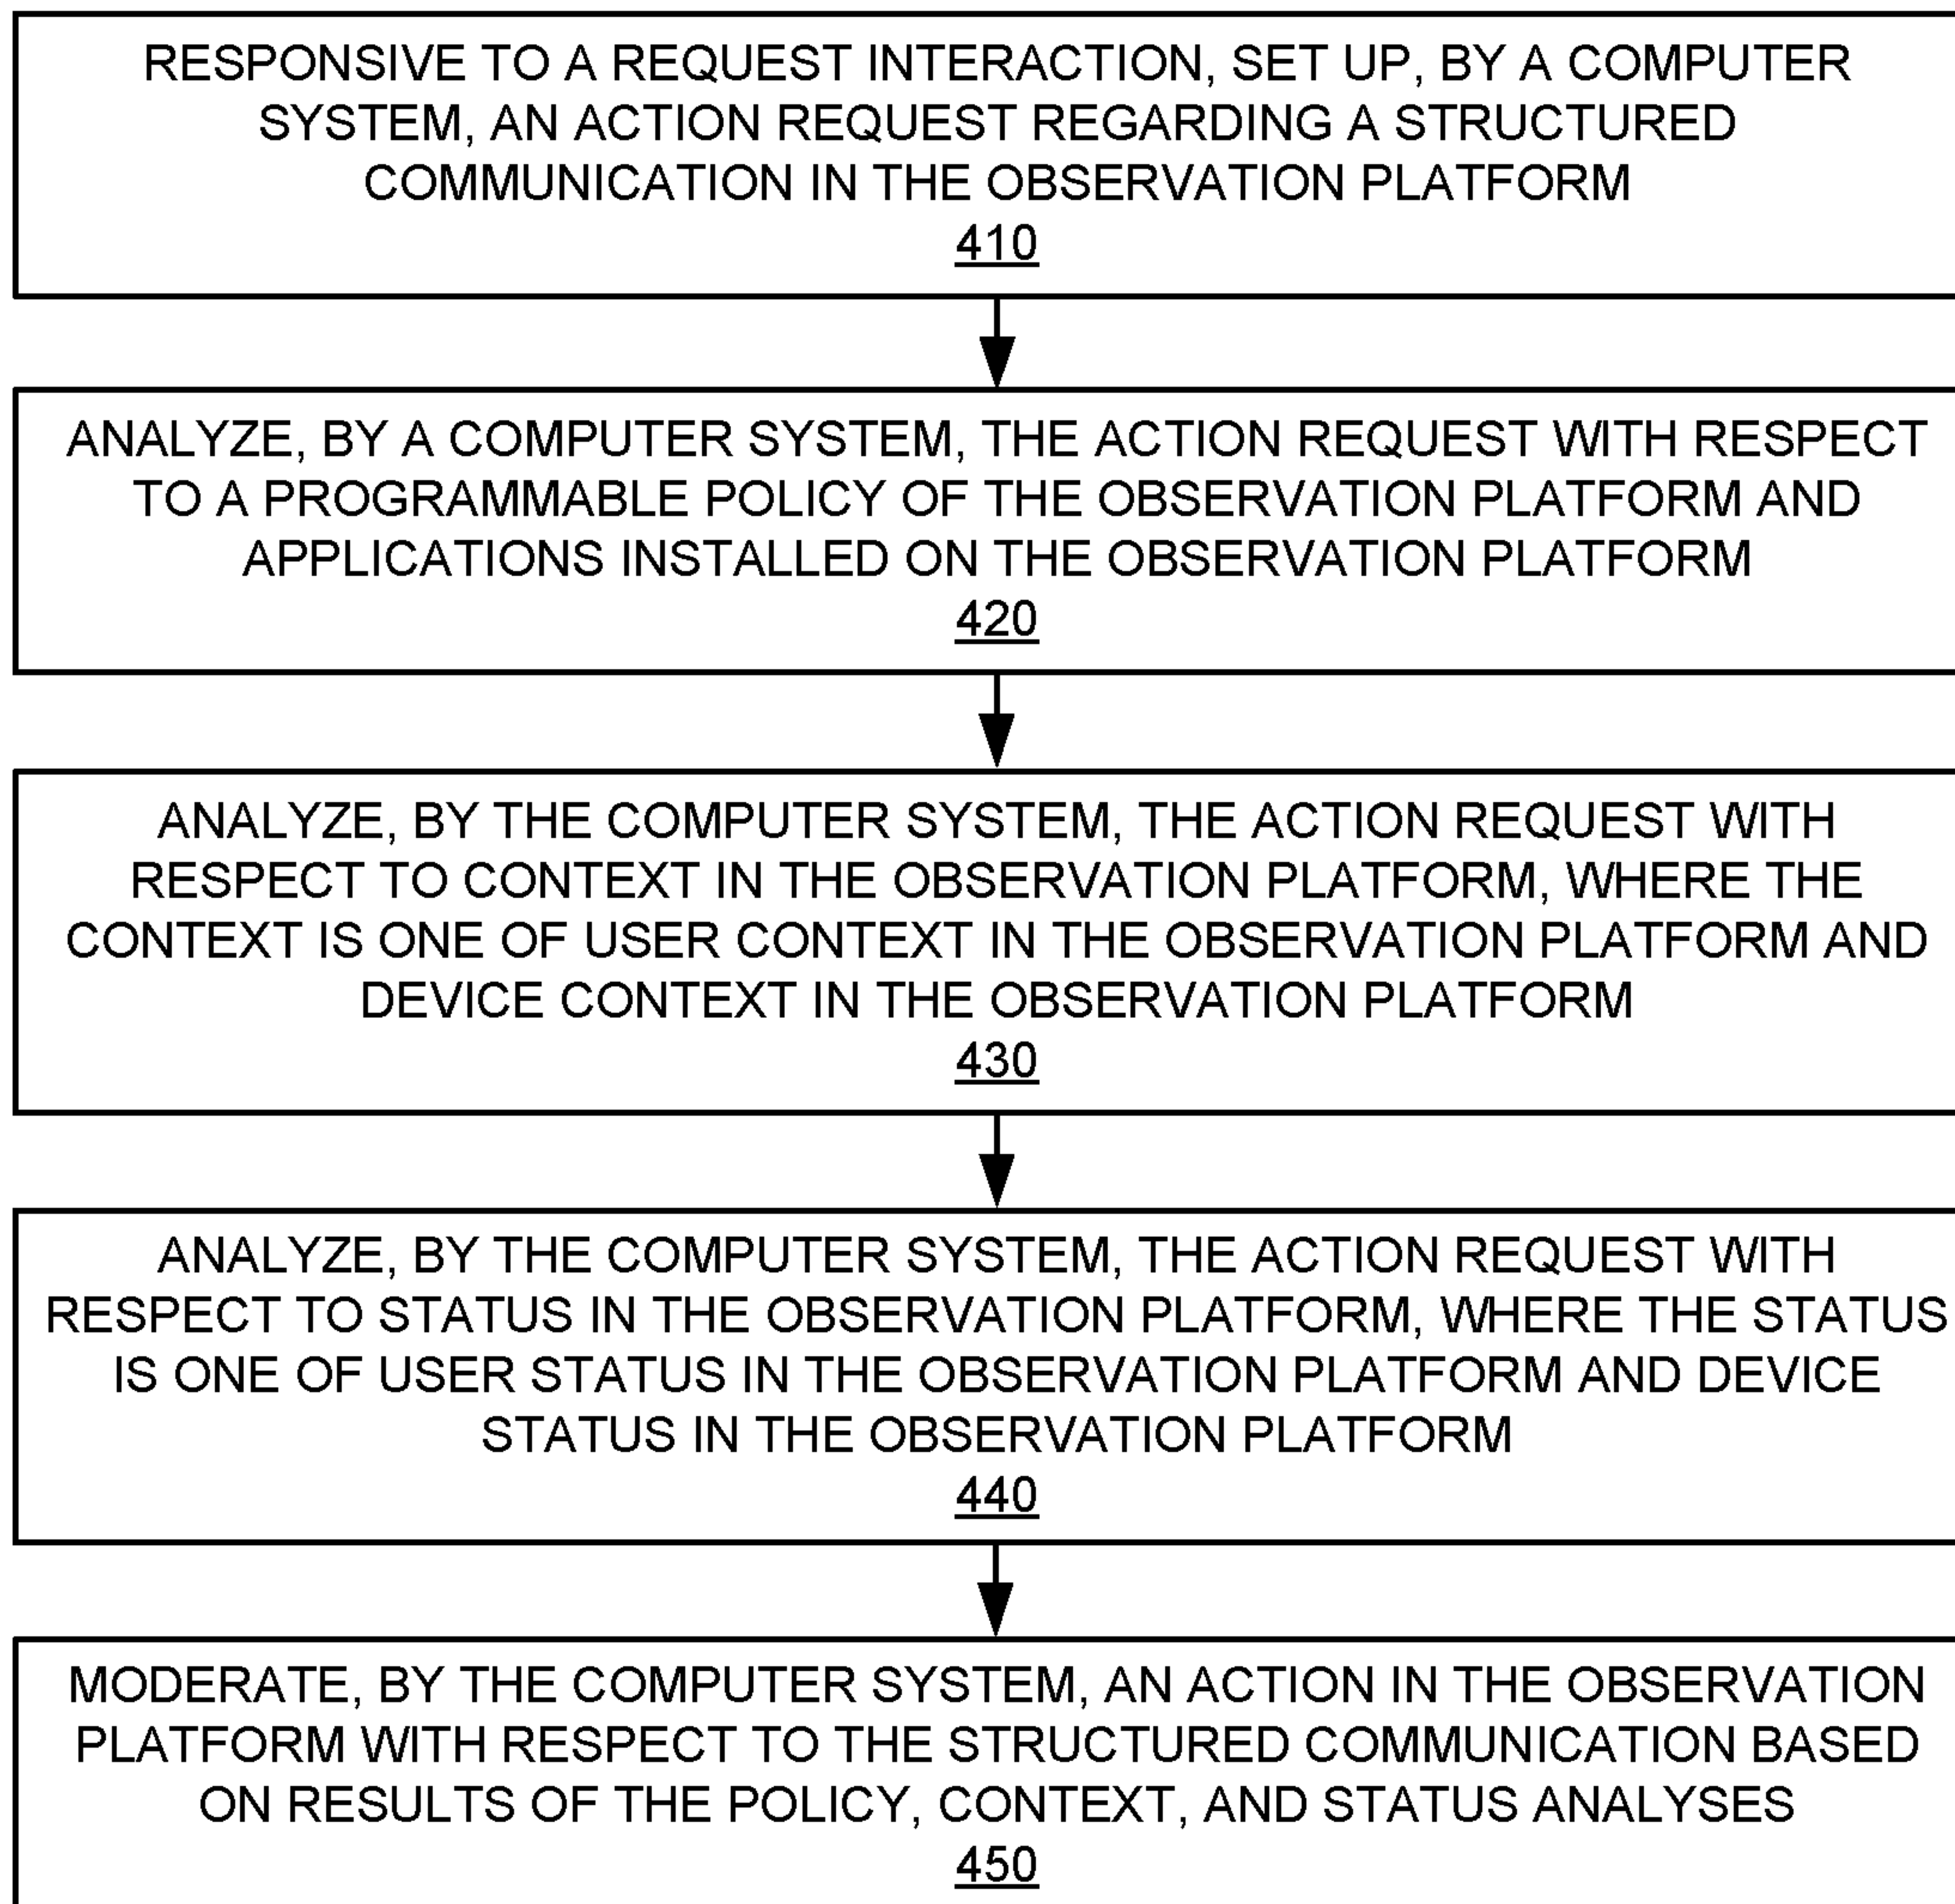 RESPONSIVE TO A REQUEST INTERACTION, SET UP, BY A COMPUTER
SYSTEM, AN ACTION REQUEST REGARDING A STRUCTURED
COMMUNICATION IN THE OBSERVATION PLATFORM
410
ANALYZE, BY A COMPUTER SYSTEM, THE ACTION REQUEST WITH RESPECT
TO A PROGRAMMABLE POLICY OF THE OBSERVATION PLATFORM AND
APPLICATIONS INSTALLED ON THE OBSERVATION PLATFORM
420
ANALYZE, BY THE COMPUTER SYSTEM, THE ACTION REQUEST WITH
RESPECT TO CONTEXT IN THE OBSERVATION PLATFORM, WHERE THE
CONTEXT IS ONE OF USER CONTEXT IN THE OBSERVATION PLATFORM AND
DEVICE CONTEXT IN THE OBSERVATION PLATFORM
430
ANALYZE, BY THE COMPUTER SYSTEM, THE ACTION REQUEST WITH
RESPECT TO STATUS IN THE OBSERVATION PLATFORM, WHERE THE STATUS
IS ONE OF USER STATUS IN THE OBSERVATION PLATFORM AND DEVICE
STATUS IN THE OBSERVATION PLATFORM
440
MODERATE, BY THE COMPUTER SYSTEM, AN ACTION IN THE OBSERVATION
PLATFORM WITH RESPECT TO THE STRUCTURED COMMUNICATION BASED
ON RESULTS OF THE POLICY, CONTEXT, AND STATUS ANALYSES
450